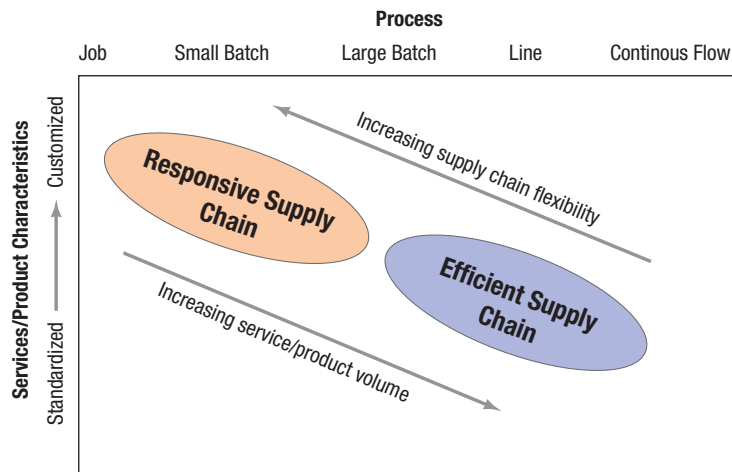 Process
Job Small Batch Large Batch Line Continous Flow
Services/Product Characteristics
Standardized
Customized
Increasing supply chain flexibility
Responsive Supply
Chain
Efficient Supply
Chain
Increasing service/product volume